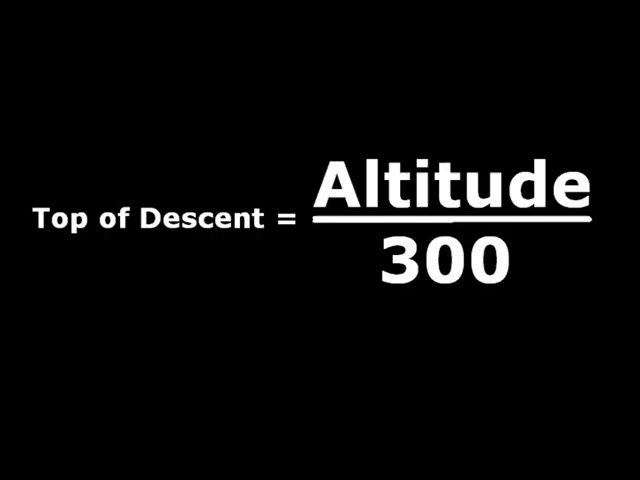 Top of Descent =
Altitude
300